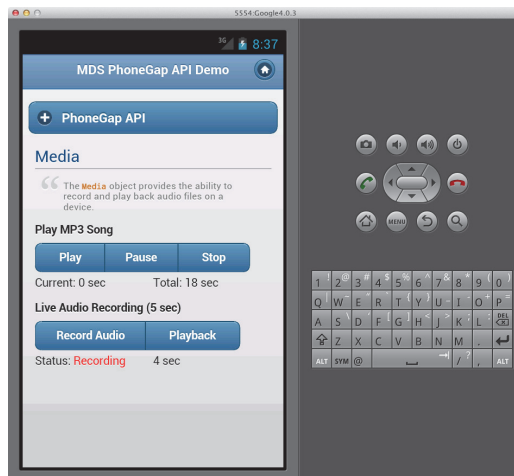 5554:Google4.0.3
3G 8:37
MDS PhoneGap API Demo
PhoneGap API
Media
The Media object provides the ability to
record and play back audio files on a
device.
Play MP3 Song
Play Pause Stop
Current: 0 sec Total: 18 sec
Live Audio Recording (5 sec)
Record Audio Playback
Status: Recording 4 sec
MENU
1 ! 2 @ 3 # 4 $ 5 % 6 ^ 7 & 8 * 9 ( 0 )
Q W E R T Y U I O P
A S D F G H J K L DEL
Z X C V B N M .
ALT SYM @ / ? , ALT